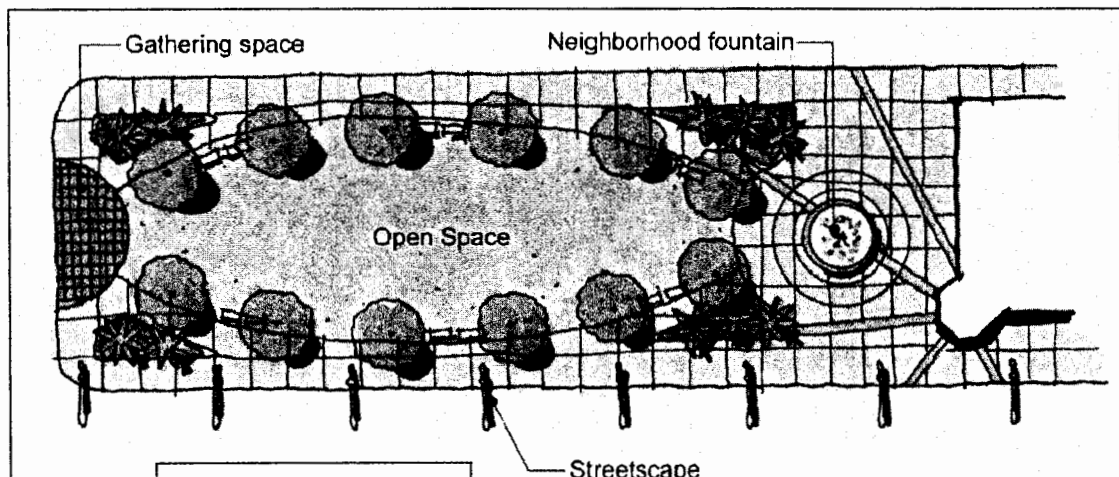 Gathering space
Neighborhood fountain
Open Space
Streetscape